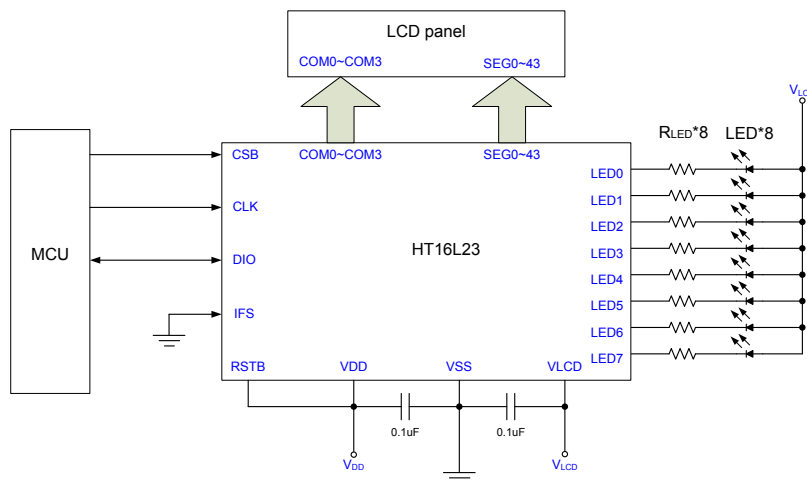 LCD panel
COM0~COM3 SEG0~43
VLC
RLED*8 LED*8
CSB COM0~COM3 SEG0~43
LED0
LED1
CLK
LED2
MCU
HT16L23
LED3
DIO
LED4
LED5
IFS
LED6
LED7
RSTB VDD VSS VLCD
0.1uF 0.1uF
VDD VLCD